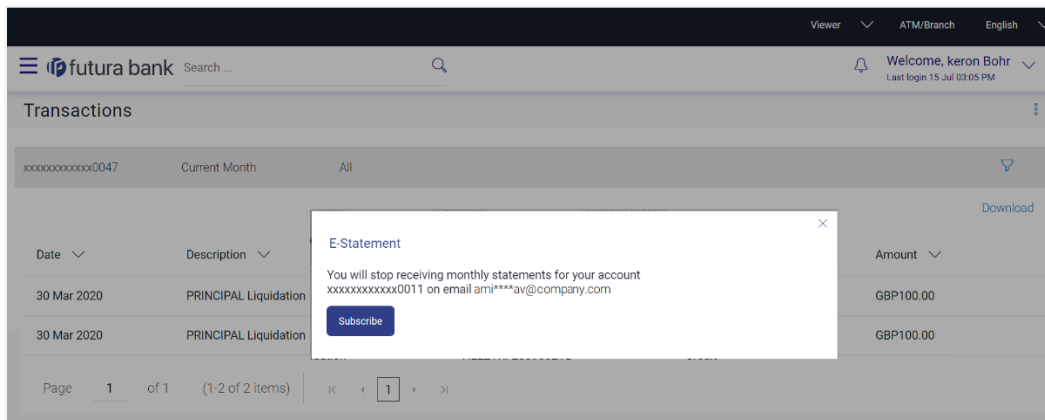 Viewer ATM/Branch English
futura bank Search ... Welcome, keron Bohr
Last login 15 Jul 03:05 PM
Transactions
xxxxxxxxxxxx0047 Current Month All
Download
E-Statement
Date Description Amount
You will stop receiving monthly statements for your account
xxxxxxxxxxxx0011 on email ami****av@company.com
30 Mar 2020 PRINCIPAL Liquidation GBP100.00
Subscribe
30 Mar 2020 PRINCIPAL Liquidation GBP100.00
Page 1 of 1 (1-2 of 2 items) 1